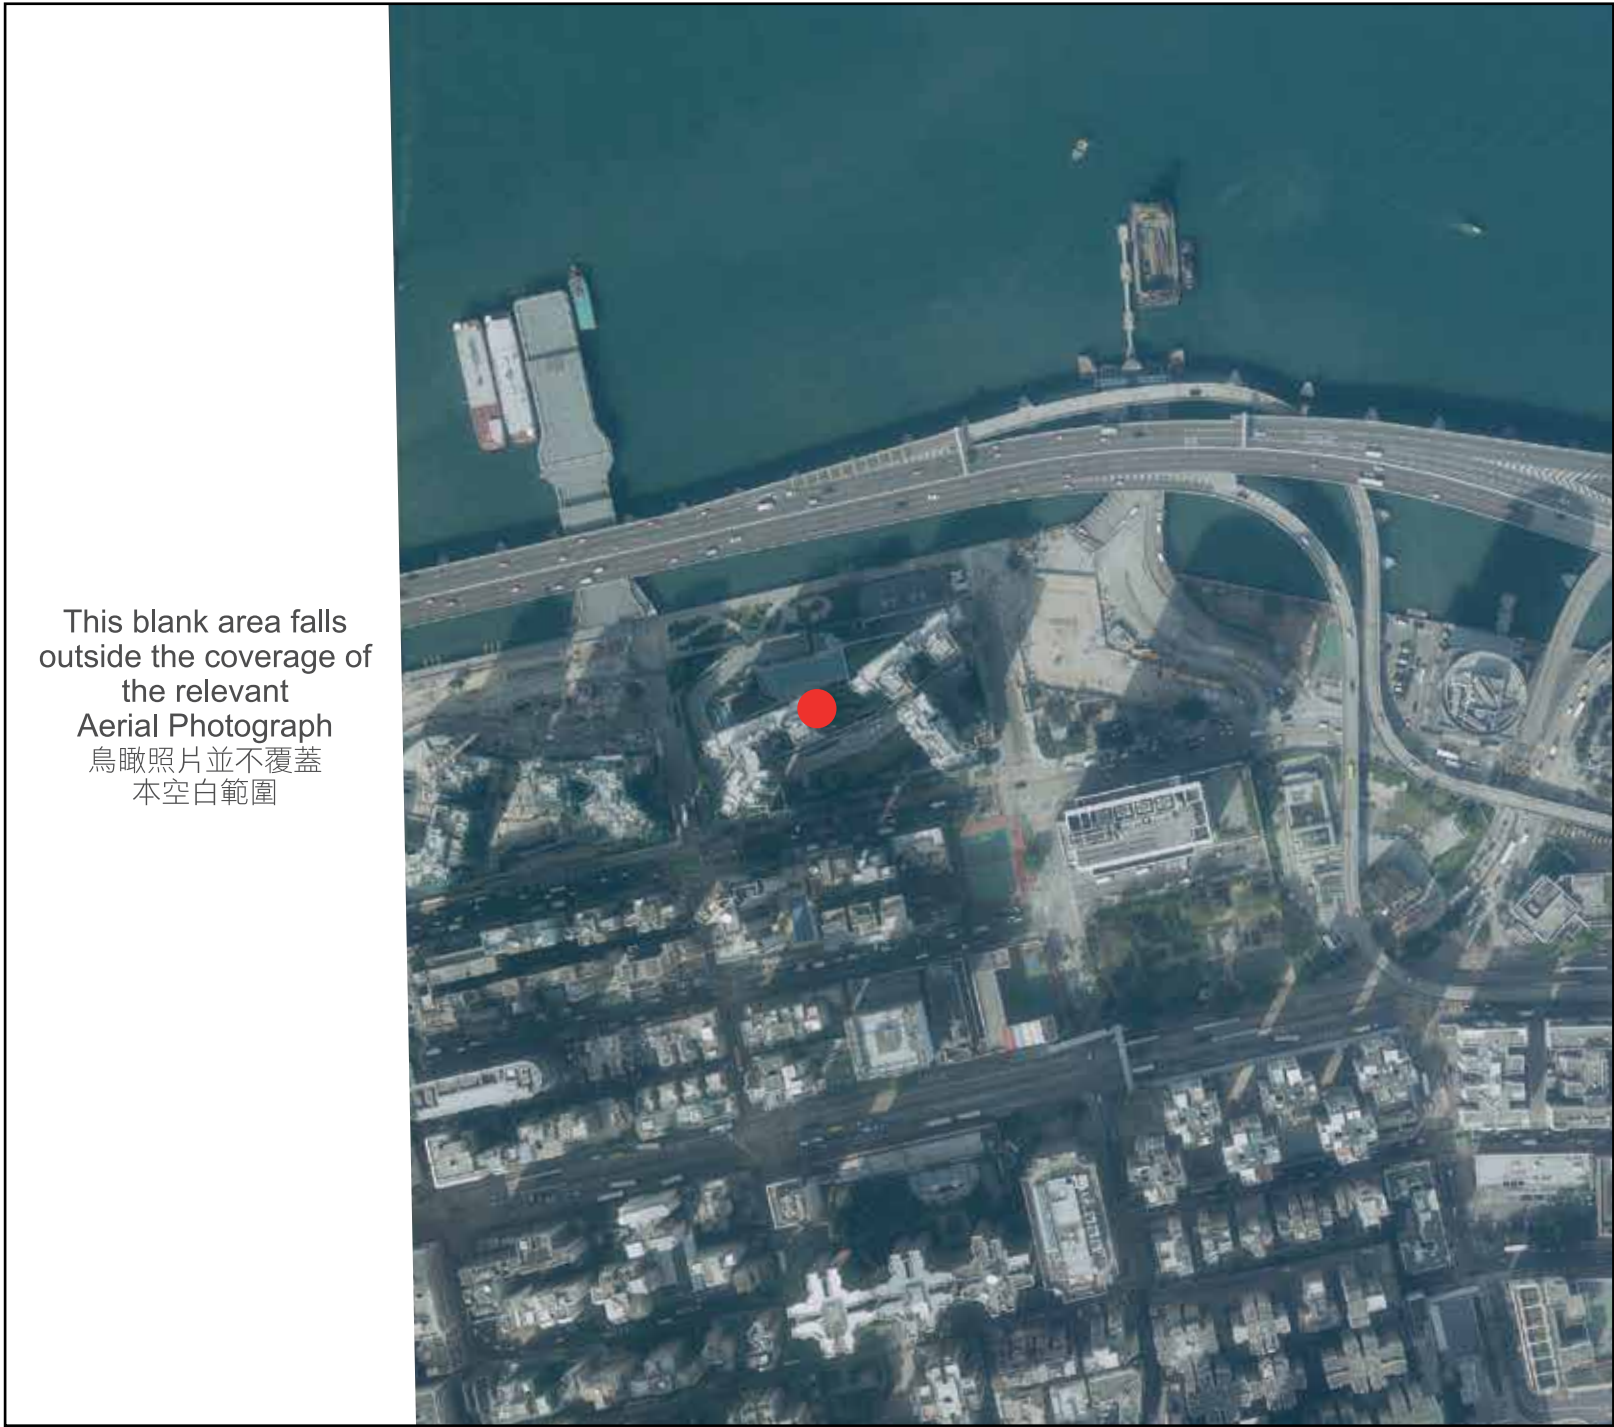 This blank area falls
outside the coverage of
the relevant
Aerial Photograph
鳥瞰照片並不覆蓋
本空白範圍